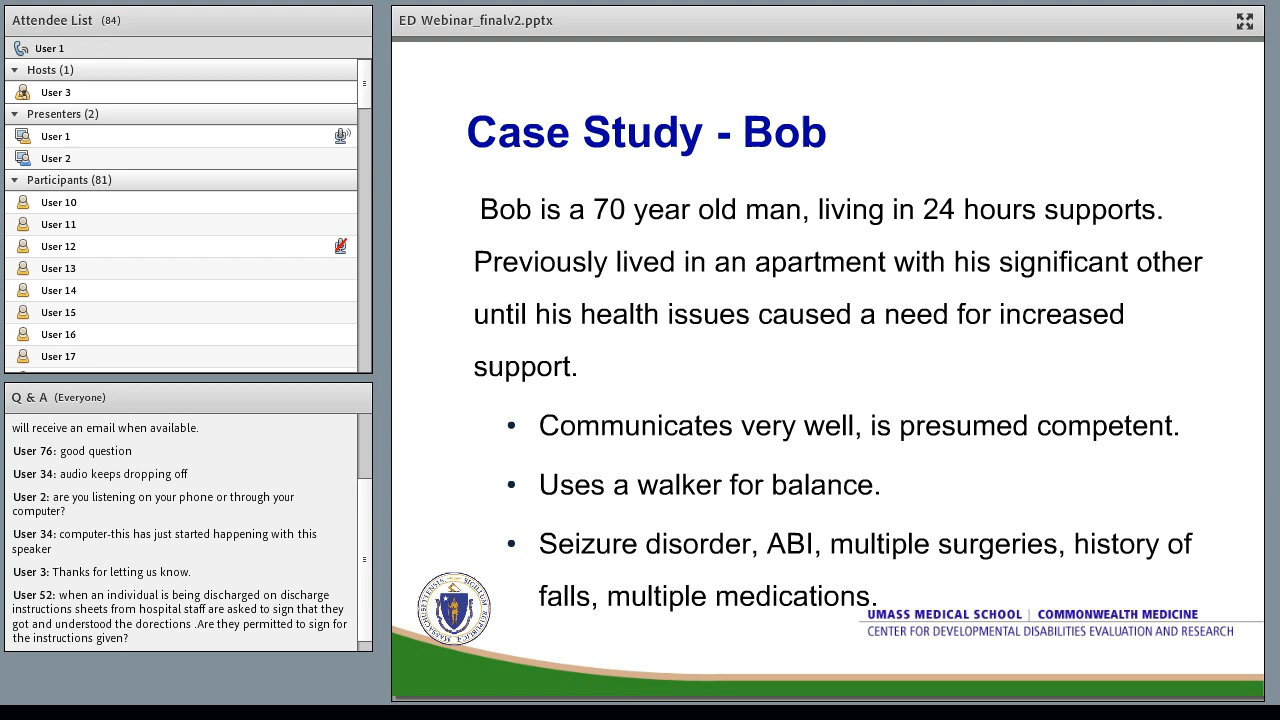 Attendee List (84)
User 1
Hosts (1)
User 3
Presenters (2)
User 1
User 2
Participants (81)
User 10
User 11
User 12
User 13
User 14
User 15
User 16
User 17
Q & A (Everyone)
will receive an email when available.
User 76: good question
User 34: audio keeps dropping off
User 2: are you listening on your phone or through your
computer?
User 34: computer-this has just started happening with this
speaker
User 3: Thanks for letting us know.
User 52: when an individual is being discharged on discharge
instructions sheets from hospital staff are asked to sign that they
got and understood the dorections .Are they permitted to sign for
the instructions given?
ED Webinar_finalv2.pptx
Case Study - Bob
Bob is a 70 year old man, living in 24 hours supports.
Previously lived in an apartment with his significant other
until his health issues caused a need for increased
support.
• Communicates very well, is presumed competent.
• Uses a walker for balance.
• Seizure disorder, ABI, multiple surgeries, history of
falls, multiple medications.
UMASS MEDICAL SCHOOL | COMMONWEALTH MEDICINE
CENTER FOR DEVELOPMENTAL DISABILITIES EVALUATION AND RESEARCH